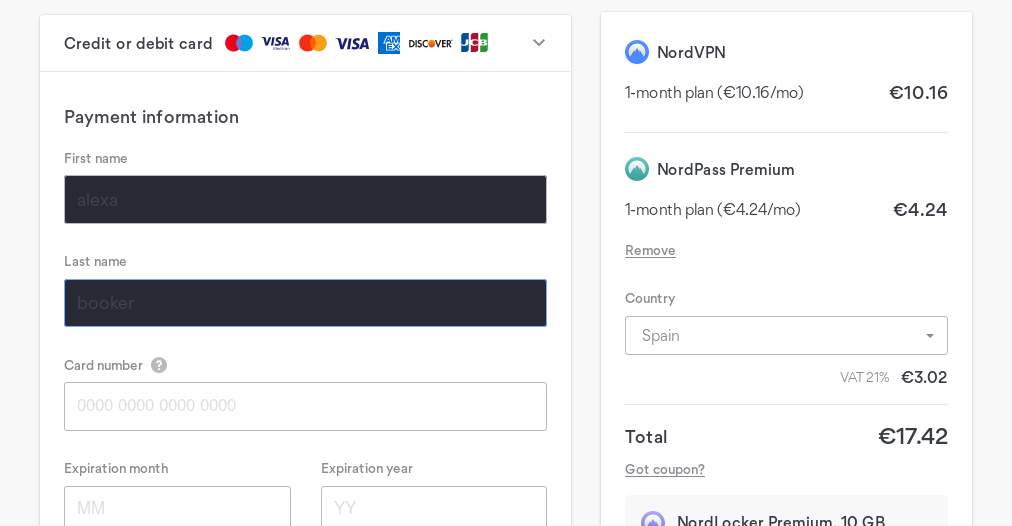 Credit or debit card VISA Electron VISA AM EX DISCOVER JCB
Payment information
First name
alexa
Last name
booker
Card number ?
0000 0000 0000 0000
Expiration month Expiration year
MM YY
NordVPN
1-month plan (€10.16/mo) €10.16
NordPass Premium
1-month plan (€4.24/mo) €4.24
Remove
Country
Spain
VAT 21% €3.02
Total €17.42
Got coupon?
NordLocker Premium, 10 GB